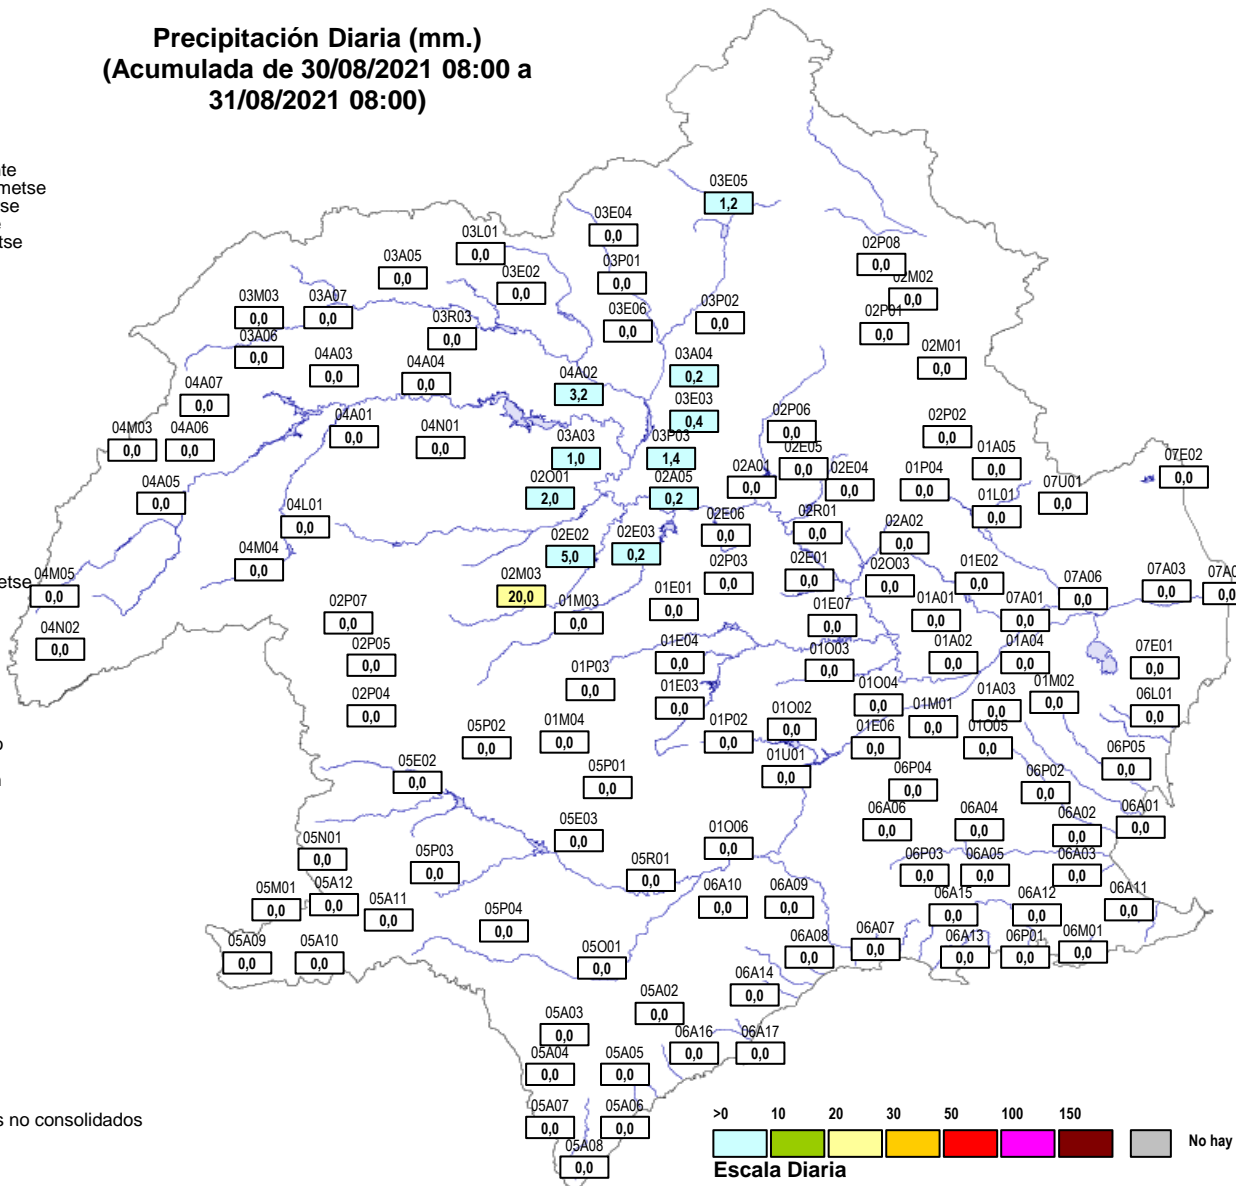 Precipitación Diaria (mm.)
(Acumulada de 30/08/2021 08:00 a
31/08/2021 08:00)
nte
metse
se
e
tse
etse
o
n
s no consolidados
03E05
1,2
03E04
0,0
03L01
0,0
02P08
0,0
03A05
0,0
03P01
0,0
03E02
0,0
02M02
0,0
03M03
0,0
03A07
0,0
03P02
0,0
03E06
0,0
02P01
0,0
03R03
0,0
03A06
0,0
02M01
0,0
04A03
0,0
03A04
0,2
04A04
0,0
04A02
3,2
04A07
0,0
03E03
0,4
02P06
0,0
04A01
0,0
02P02
0,0
04M03
0,0
04A06
0,0
04N01
0,0
03A03
1,0
03P03
1,4
02E05
0,0
01A05
0,0
07E02
0,0
02A01
0,0
02E04
0,0
01P04
0,0
02O01
2,0
02A05
0,2
04A05
0,0
07U01
0,0
01L01
0,0
04L01
0,0
02E06
0,0
02R01
0,0
02A02
0,0
02E02
5,0
02E03
0,2
04M04
0,0
02P03
0,0
02E01
0,0
02O03
0,0
01E02
0,0
04M05
0,0
02M03
20,0
07A06
0,0
07A03
0,0
07A0
0,0
01E01
0,0
01M03
0,0
02P07
0,0
01E07
0,0
01A01
0,0
07A01
0,0
04N02
0,0
02P05
0,0
01E04
0,0
01O03
0,0
01A02
0,0
01A04
0,0
07E01
0,0
01P03
0,0
01E03
0,0
01O04
0,0
01A03
0,0
01M02
0,0
02P04
0,0
06L01
0,0
01M01
0,0
01O02
0,0
05P02
0,0
01M04
0,0
01P02
0,0
01E06
0,0
01O05
0,0
06P05
0,0
05E02
0,0
05P01
0,0
01U01
0,0
06P04
0,0
06P02
0,0
06A06
0,0
06A04
0,0
06A02
0,0
06A01
0,0
05E03
0,0
01O06
0,0
05N01
0,0
05P03
0,0
05R01
0,0
06P03
0,0
06A05
0,0
06A03
0,0
05M01
0,0
05A12
0,0
05A11
0,0
06A10
0,0
06A09
0,0
06A15
0,0
06A12
0,0
06A11
0,0
05P04
0,0
05A09
0,0
05A10
0,0
05O01
0,0
06A08
0,0
06A07
0,0
06A13
0,0
06P01
0,0
06M01
0,0
06A14
0,0
05A02
0,0
05A03
0,0
06A16
0,0
06A17
0,0
05A04
0,0
05A05
0,0
05A07
0,0
05A06
0,0
05A08
0,0
>0 10 20 30 50 100 150
No hay
Escala Diaria